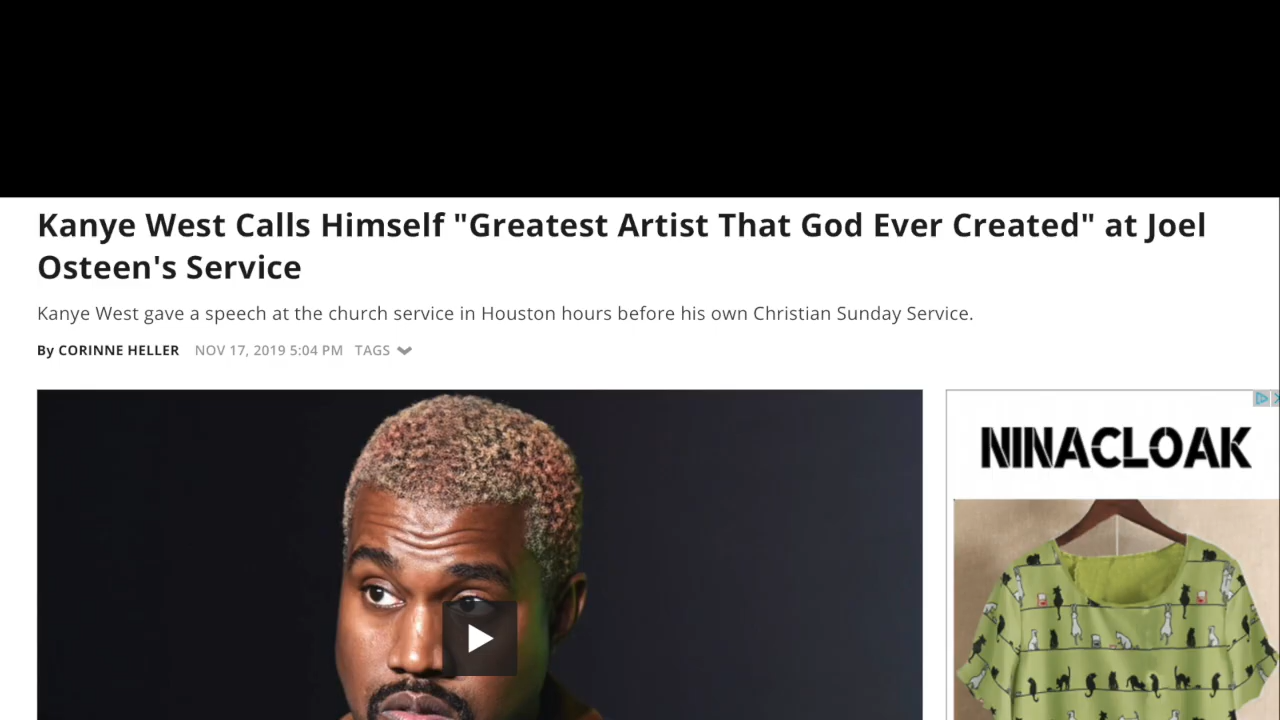 Kanye West Calls Himself "Greatest Artist That God Ever Created" at Joel
Osteen's Service
Kanye West gave a speech at the church service in Houston hours before his own Christian Sunday Service.
By CORINNE HELLER NOV 17, 2019 5:04 PM TAGS
NINACLOAK